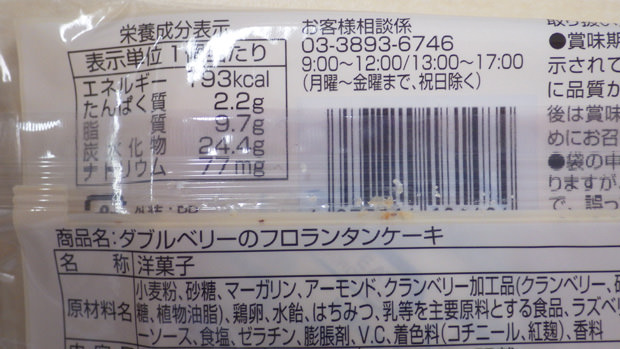 栄養成分表示
表示単位 1個当たり
エネルギー 193kcal
たんぱく質 2.2g
脂質 9.7g
炭水化物 24.4g
ナトリウム 77mg
お客様相談係
03-3893-6746
9:00~12:00/13:00~17:00
(月曜~金曜まで、祝日除く)
取り扱い
●賞味期
示されて
に品質が
後は賞味
めにお召
●袋の中
りますが
で、誤っ
商品名:ダブルベリーのフロランタンケーキ
名 称 洋菓子
原材料名 小麦粉、砂糖、マーガリン、アーモンド、クランベリー加工品(クランベリー、砂
糖、植物油脂)、鶏卵、水飴、はちみつ、乳等を主要原料とする食品、ラズベ
ーソース、食塩、ゼラチン、膨脹剤、V.C、着色料(コチニール、紅麹)、香料